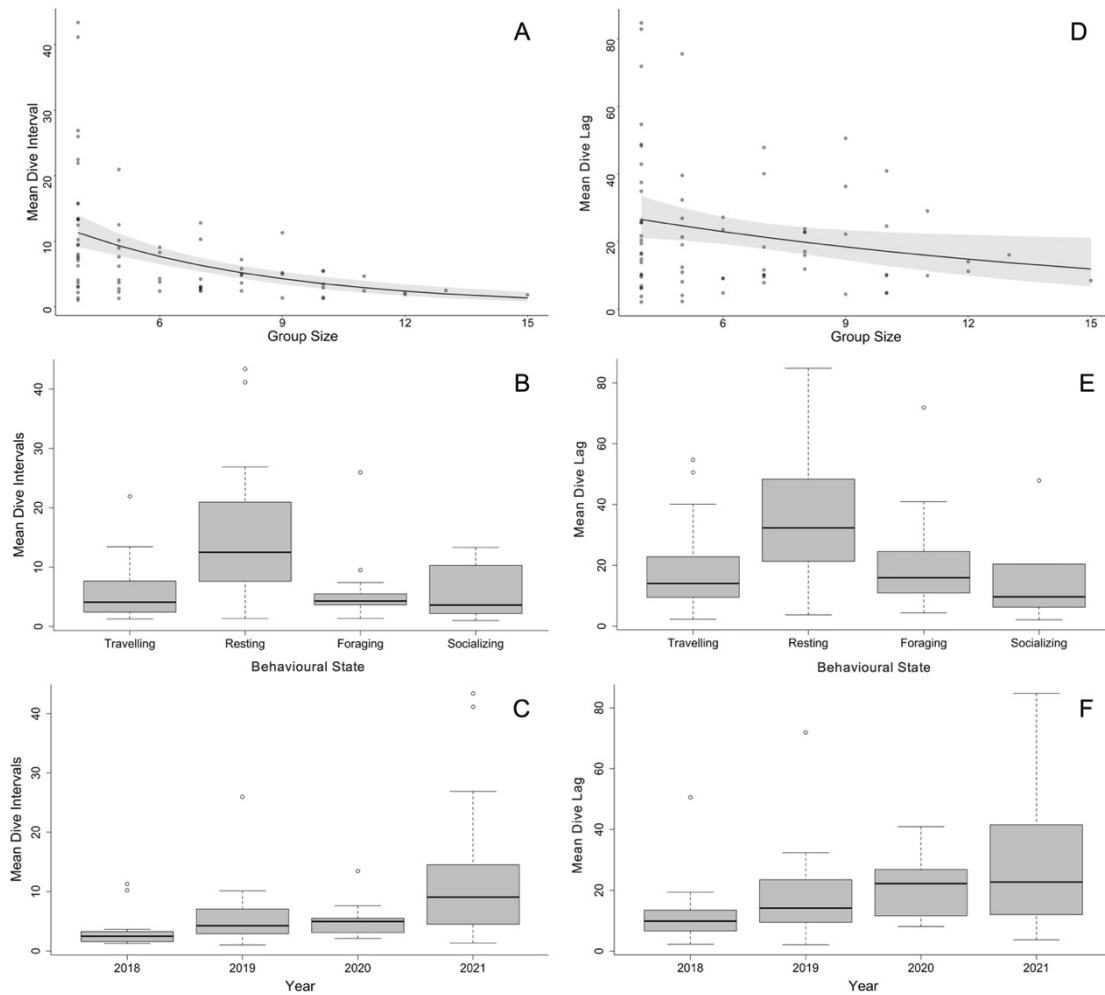 A
Mean Dive Interval
0 10 20 30 40
6 9 12 15
Group Size
D
Mean Dive Lag
0 20 40 60 80
6 9 12 15
Group Size
B
Mean Dive Intervals
0 10 20 30 40
Travelling Resting Foraging Socializing
Behavioural State
E
Mean Dive Lag
0 20 40 60 80
Travelling Resting Foraging Socializing
Behavioural State
C
Mean Dive Intervals
0 10 20 30 40
2018 2019 2020 2021
Year
F
Mean Dive Lag
0 20 40 60 80
2018 2019 2020 2021
Year